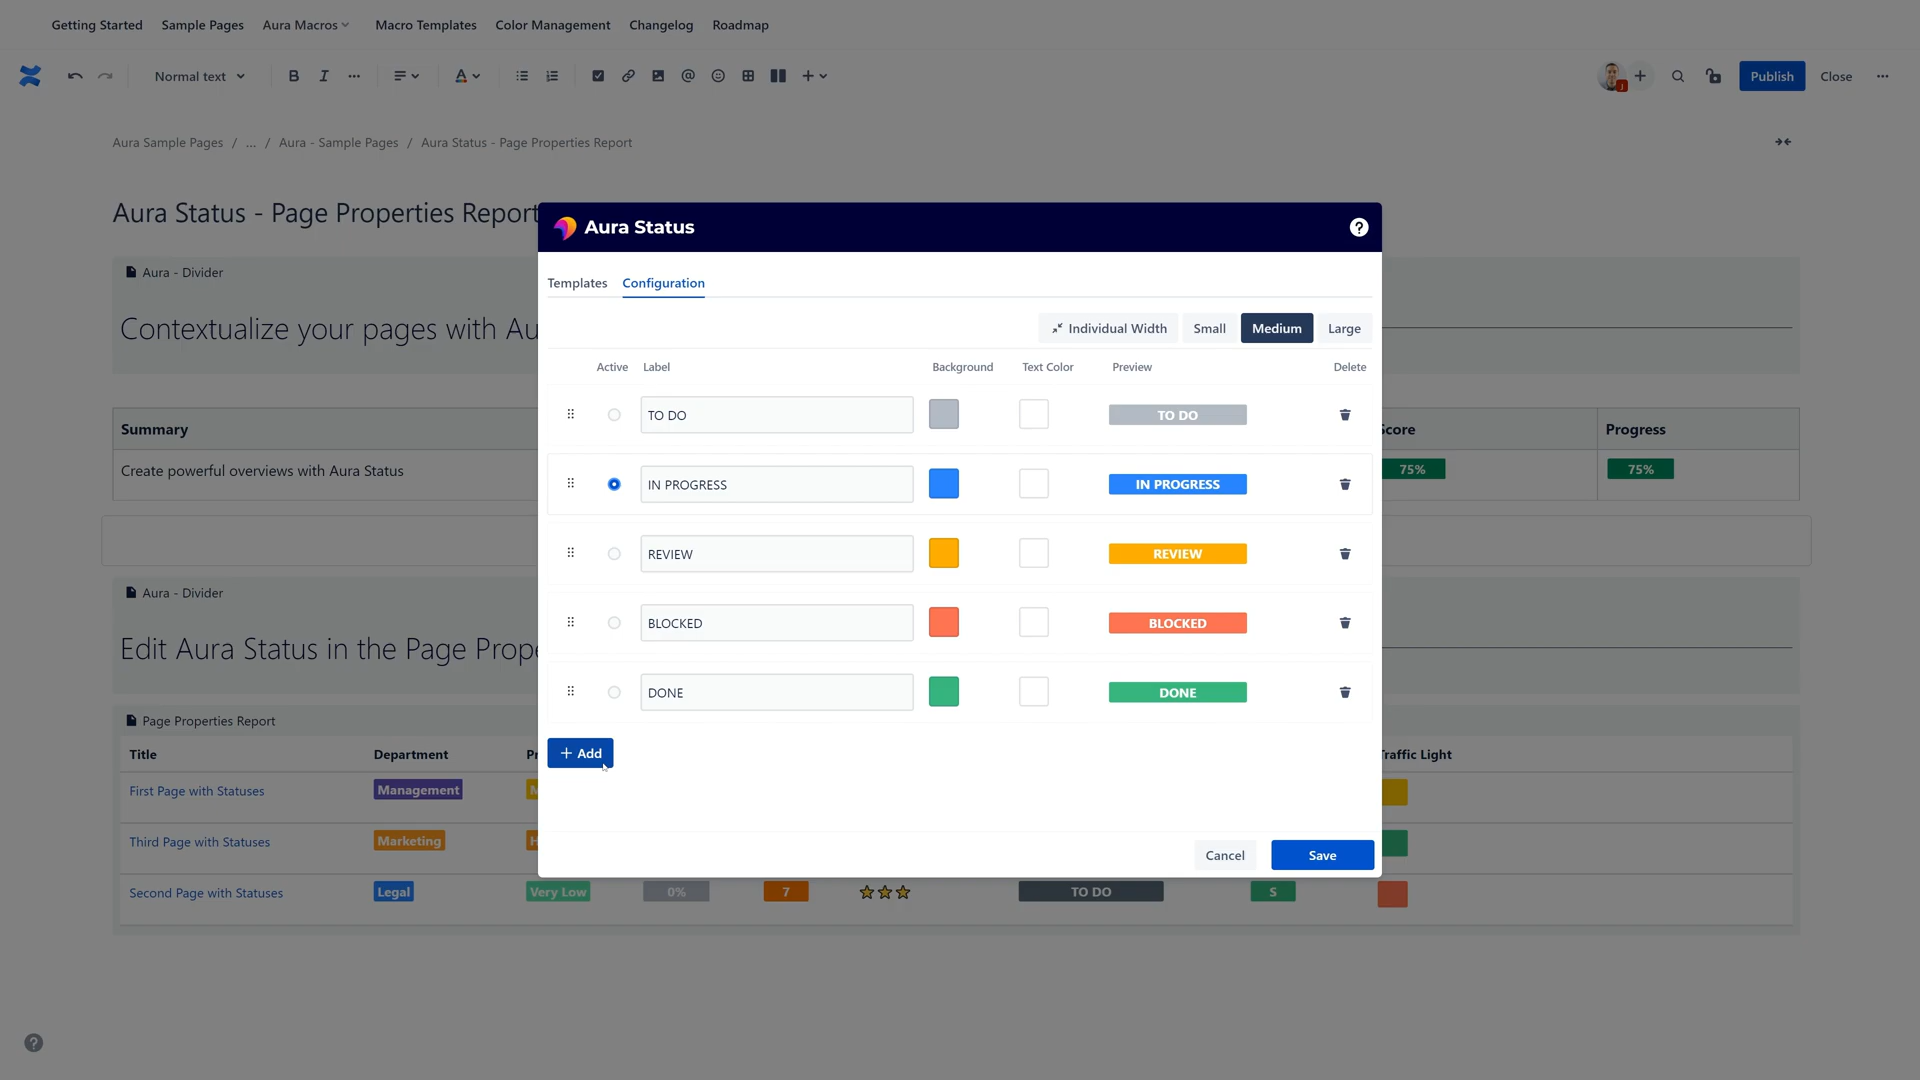 Getting Started Sample Pages Aura Macros Macro Templates Color Management Changelog Roadmap
Normal text B I A Publish Close
Aura Sample Pages / ... / Aura - Sample Pages / Aura Status - Page Properties Report
Aura Status - Page Properties Report
Aura - Divider
Contextualize your pages with Au
Summary
Score
Progress
Create powerful overviews with Aura Status
75%
75%
Aura - Divider
Edit Aura Status in the Page Prope
Page Properties Report
Title Department Pr Traffic Light
First Page with Statuses Management M
Third Page with Statuses Marketing H
Second Page with Statuses Legal Very Low 0% 7 TO DO S
Aura Status
?
Templates Configuration
Individual Width Small Medium Large
Active Label Background Text Color Preview Delete
TO DO TO DO
IN PROGRESS IN PROGRESS
REVIEW REVIEW
BLOCKED BLOCKED
DONE DONE
+ Add
Cancel Save
?